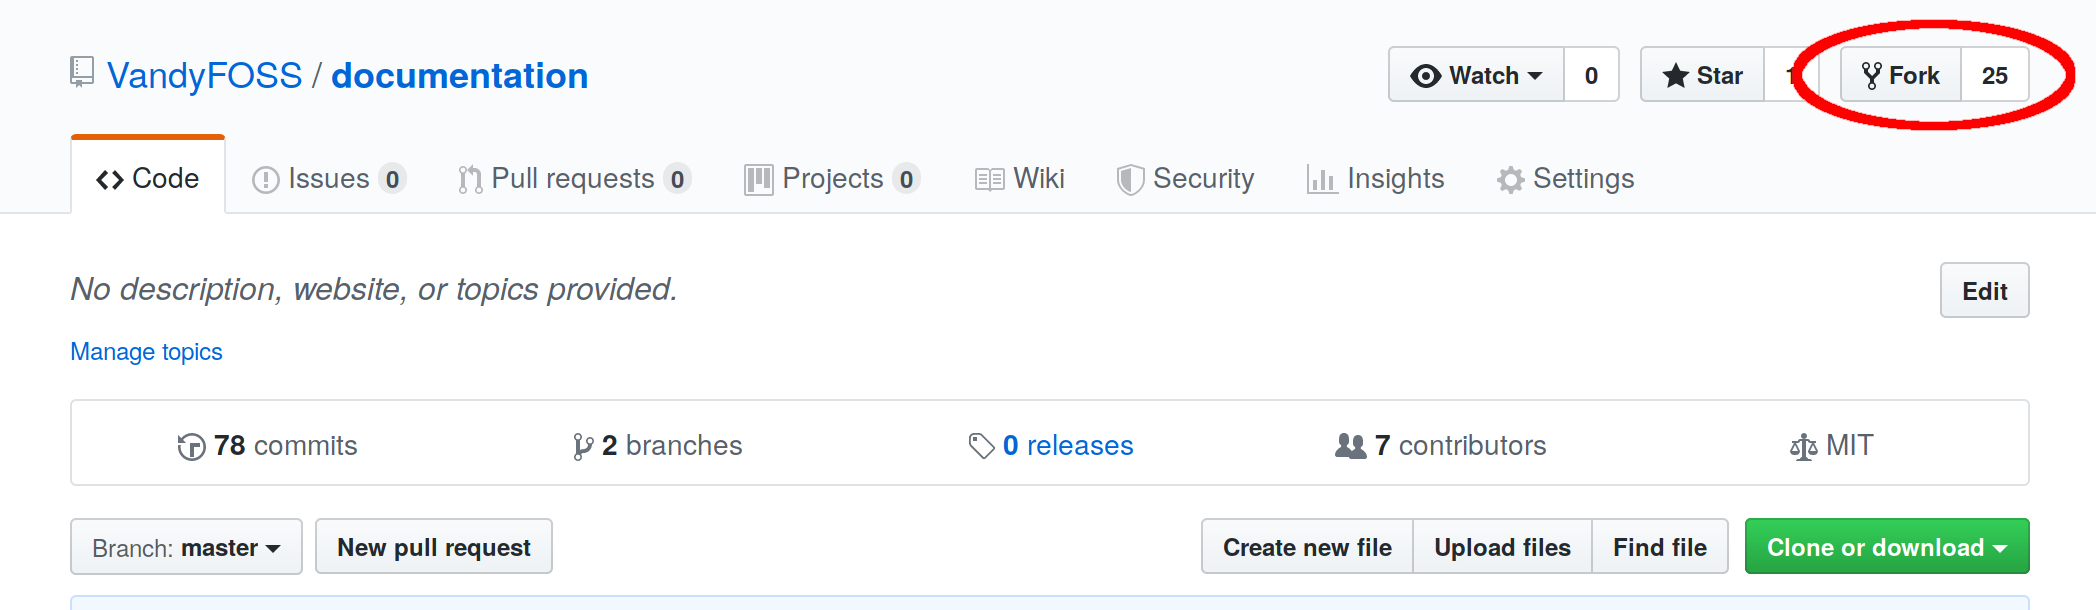 VandyFOSS / documentation
Watch 0 Star Fork 25
Code Issues 0 Pull requests 0 Projects 0 Wiki Security Insights Settings
No description, website, or topics provided. Edit
Manage topics
78 commits 2 branches 0 releases 7 contributors MIT
Branch: master New pull request Create new file Upload files Find file Clone or download